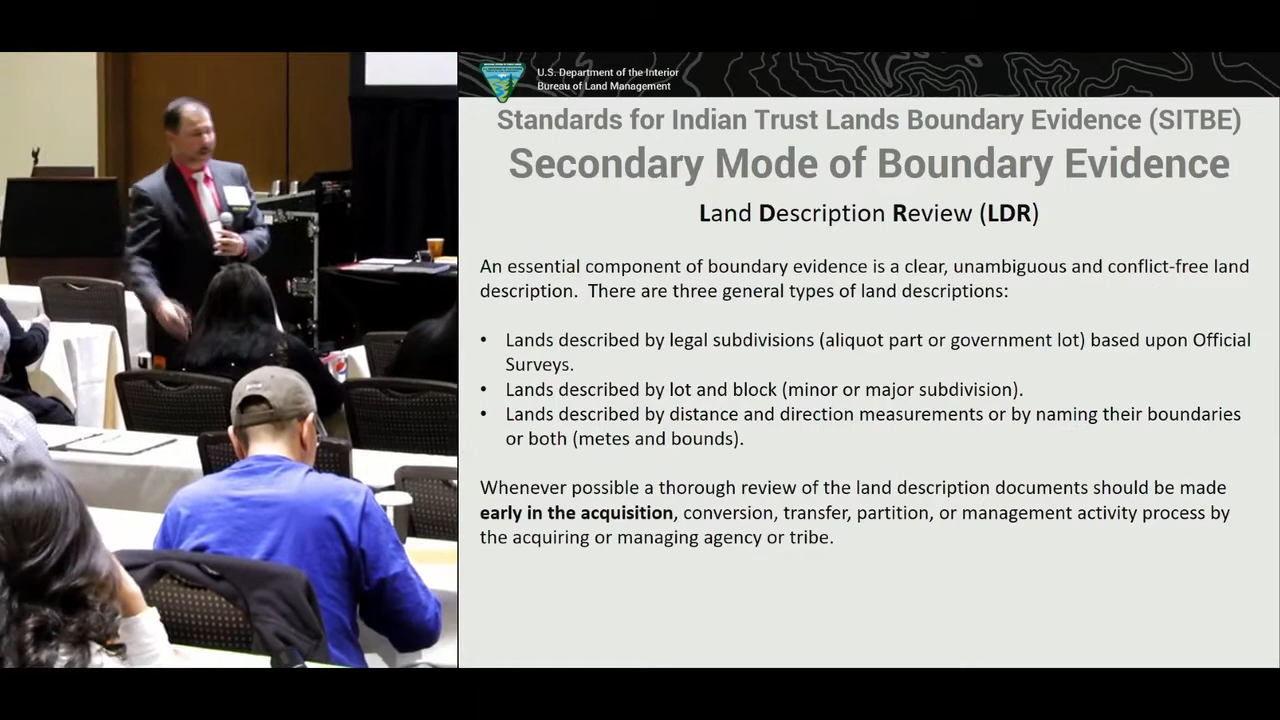 U.S. Department of the Interior
Bureau of Land Management
Standards for Indian Trust Lands Boundary Evidence (SITBE)
Secondary Mode of Boundary Evidence
Land Description Review (LDR)
An essential component of boundary evidence is a clear, unambiguous and conflict-free land
description. There are three general types of land descriptions:
• Lands described by legal subdivisions (aliquot part or government lot) based upon Official
Surveys.
• Lands described by lot and block (minor or major subdivision).
• Lands described by distance and direction measurements or by naming their boundaries
or both (metes and bounds).
Whenever possible a thorough review of the land description documents should be made
early in the acquisition, conversion, transfer, partition, or management activity process by
the acquiring or managing agency or tribe.